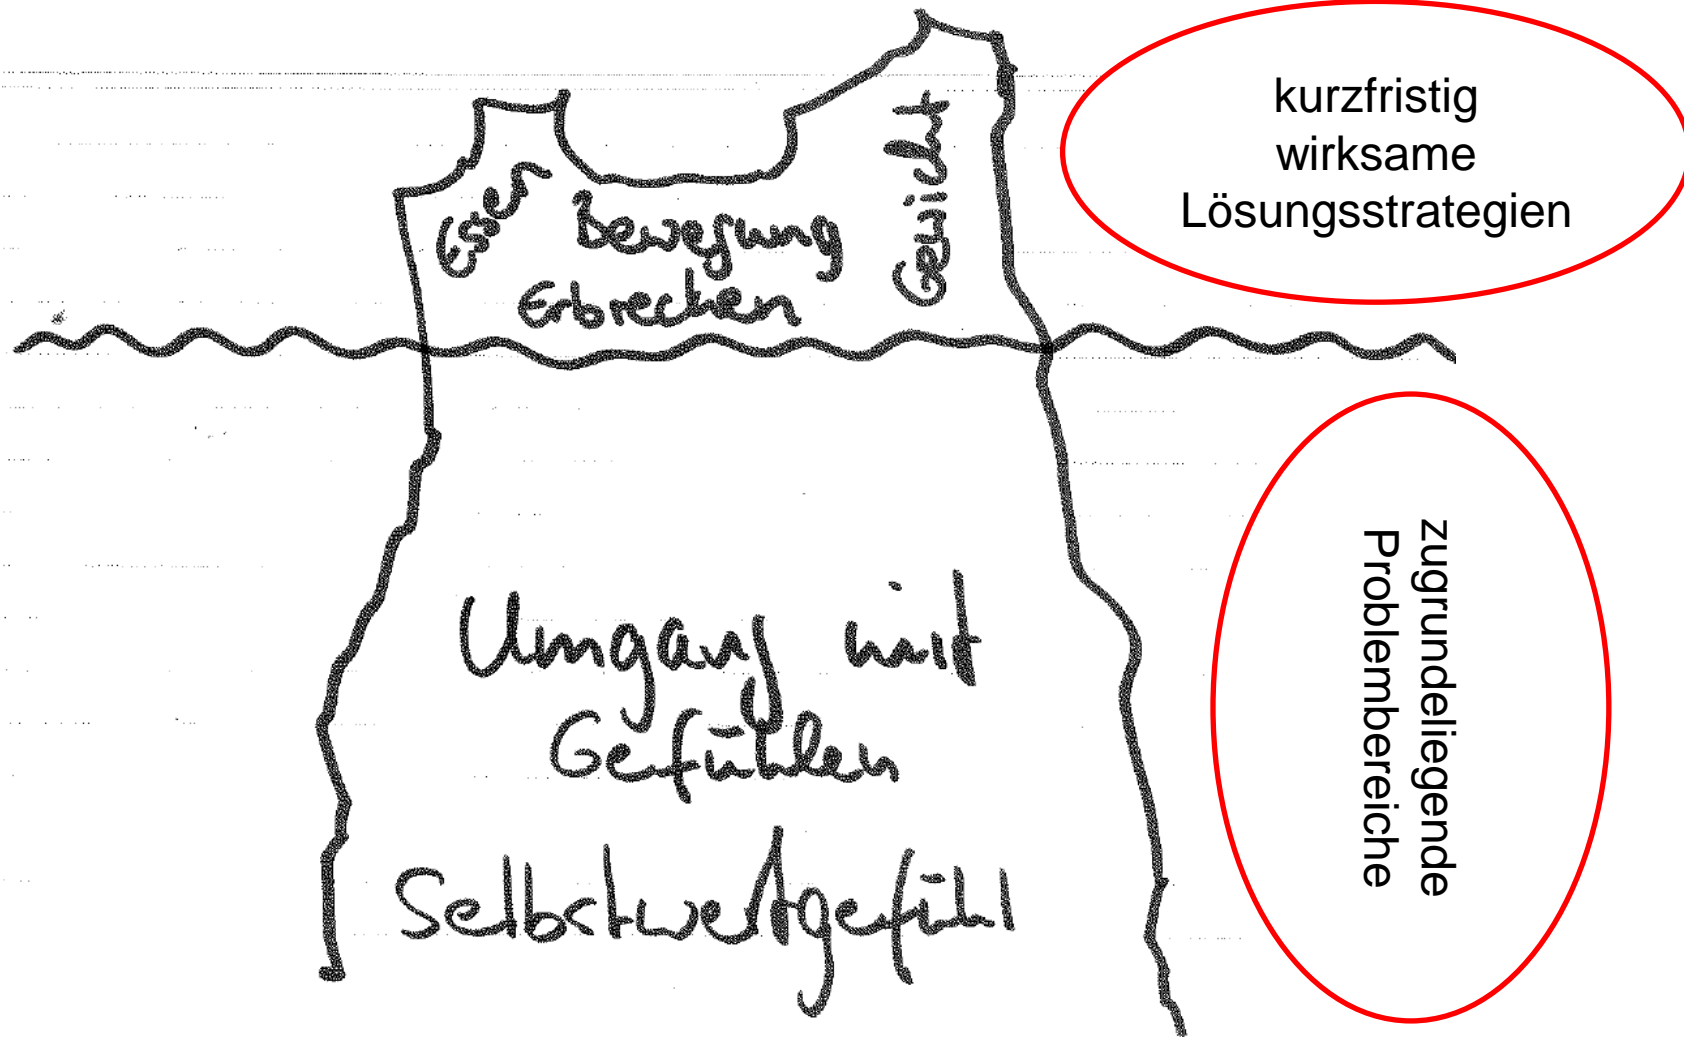 kurzfristig
wirksame
Lösungsstrategien
Essen
Bewegung
Erbrechen
Gewicht
Umgang mit
Gefühlen
Selbstwertgefühl
zugrundeliegende
Problembereiche